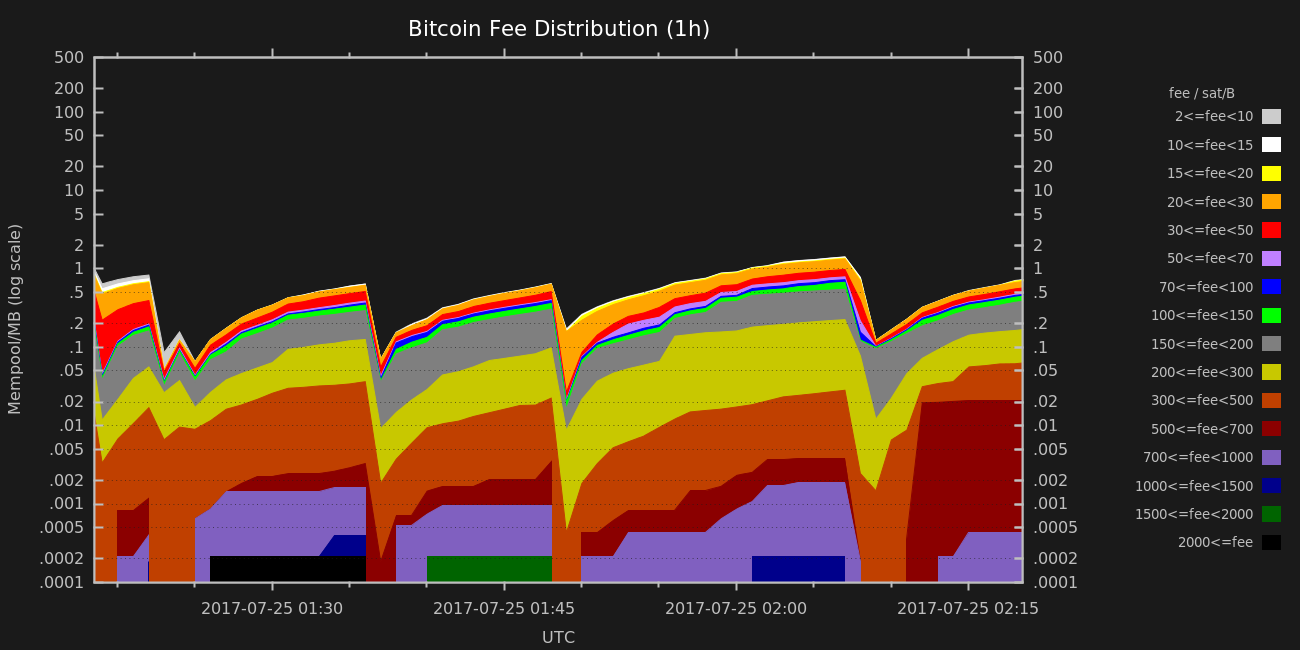 Bitcoin Fee Distribution (1h)
Mempool/MB (log scale)
500
200
100
50
20
10
5
2
1
.5
.2
.1
.05
.02
.01
.005
.002
.001
.0005
.0002
.0001
500
200
100
50
20
10
5
2
1
.5
.2
.1
.05
.02
.01
.005
.002
.001
.0005
.0002
.0001
2017-07-25 01:30
2017-07-25 01:45
2017-07-25 02:00
2017-07-25 02:15
UTC
fee / sat/B
2<=fee<10
10<=fee<15
15<=fee<20
20<=fee<30
30<=fee<50
50<=fee<70
70<=fee<100
100<=fee<150
150<=fee<200
200<=fee<300
300<=fee<500
500<=fee<700
700<=fee<1000
1000<=fee<1500
1500<=fee<2000
2000<=fee